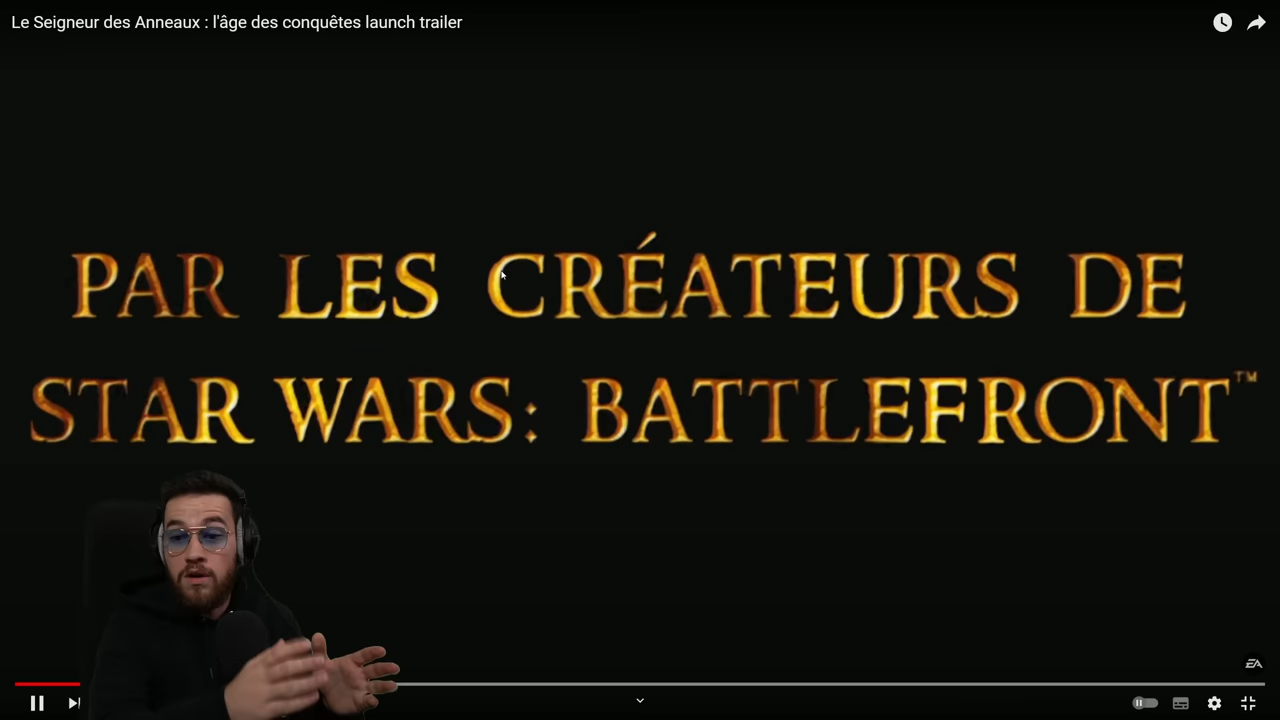 Le Seigneur des Anneaux : l'âge des conquêtes launch trailer
PAR LES CRÉATEURS DE
STAR WARS: BATTLEFRONT™
EA